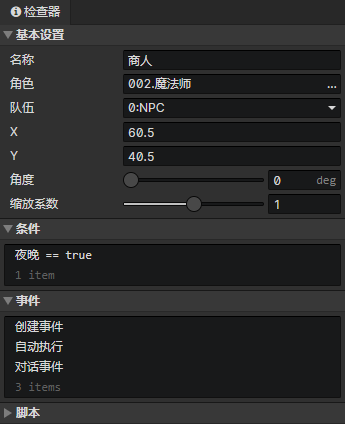 检查器
基本设置
名称 商人
角色 002.魔法师 ...
队伍 0:NPC
X 60.5
Y 40.5
角度 0 deg
缩放系数 1
条件
夜晚 == true
1 item
事件
创建事件
自动执行
对话事件
3 items
脚本